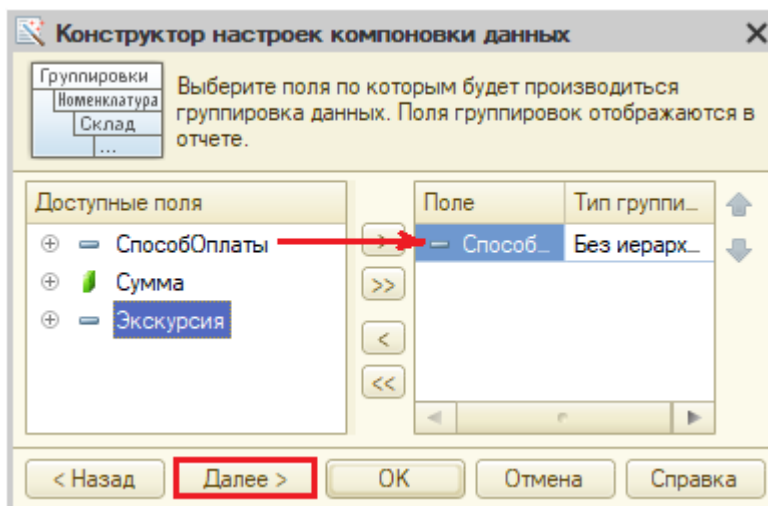 Конструктор настроек компоновки данных
Группировки
Номенклатура
Склад
...
Выберите поля по которым будет производиться
группировка данных. Поля группировок отображаются в
отчете.
Доступные поля
СпособОплаты
Сумма
Экскурсия
>
>>
<
<<
Поле Тип группи...
Способ... Без иерарх...
< Назад Далее > OK Отмена Справка